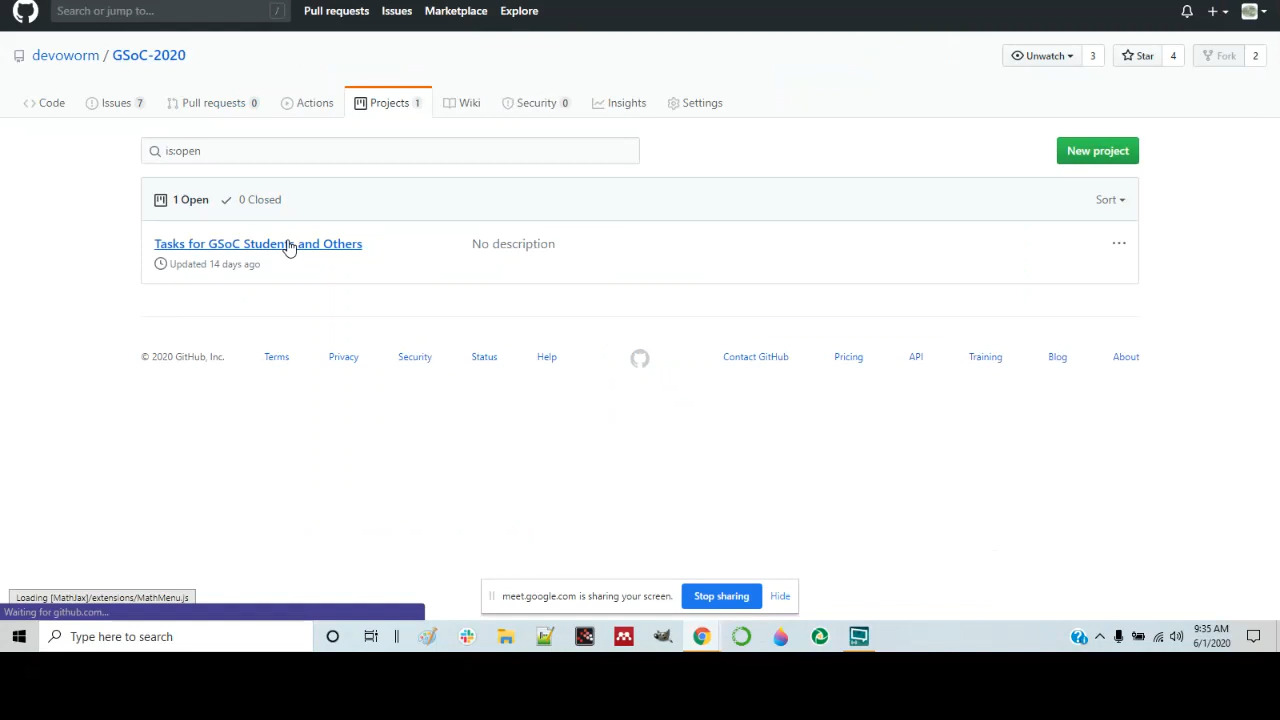 Search or jump to... / Pull requests Issues Marketplace Explore
devoworm / GSoC-2020 Unwatch 3 Star 4 Fork 2
<> Code Issues 7 Pull requests 0 Actions Projects 1 Wiki Security 0 Insights Settings
is:open New project
1 Open 0 Closed Sort
Tasks for GSoC Students and Others No description ...
Updated 14 days ago
© 2020 GitHub, Inc. Terms Privacy Security Status Help Contact GitHub Pricing API Training Blog About
Loading [MathJax]/extensions/MathMenu.js
meet.google.com is sharing your screen. Stop sharing Hide
Waiting for github.com...
Type here to search 9:35 AM
6/1/2020